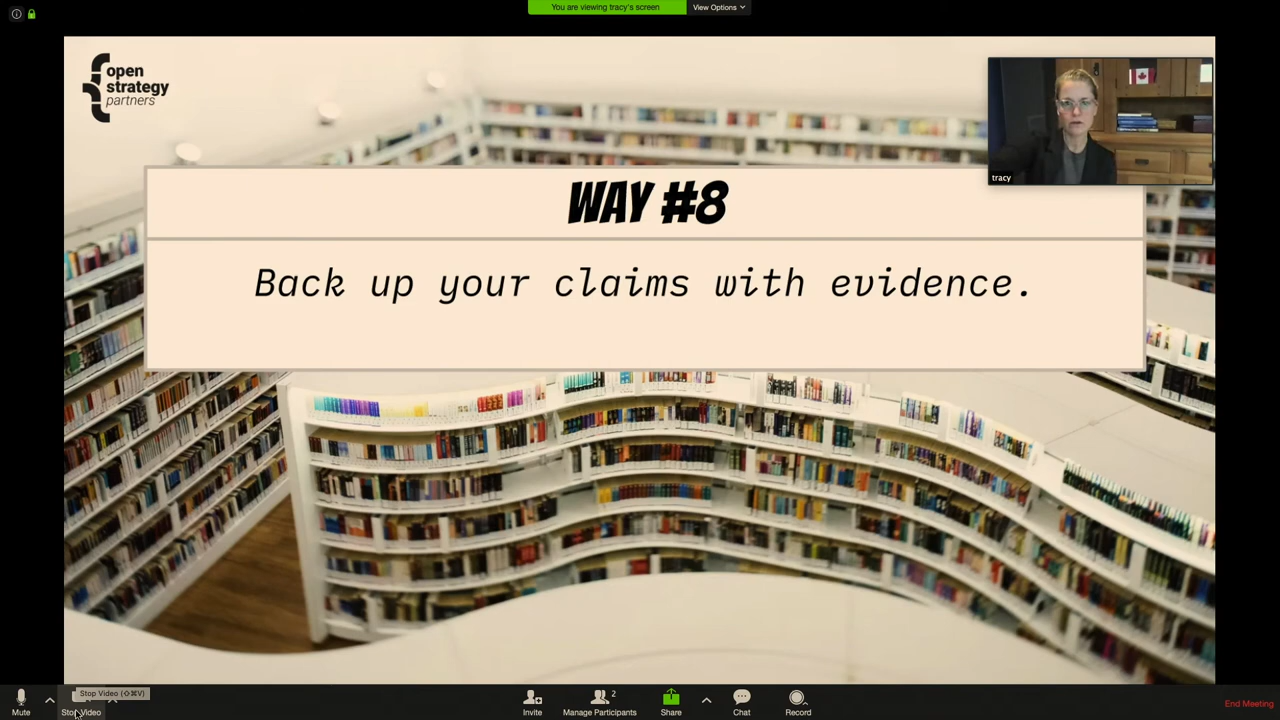 You are viewing tracy's screen
View Options
open
strategy
partners
tracy
WAY #8
Back up your claims with evidence.
Stop Video (⇧⌘V)
Mute
Stop Video
Invite
2
Manage Participants
Share
Chat
Record
End Meeting